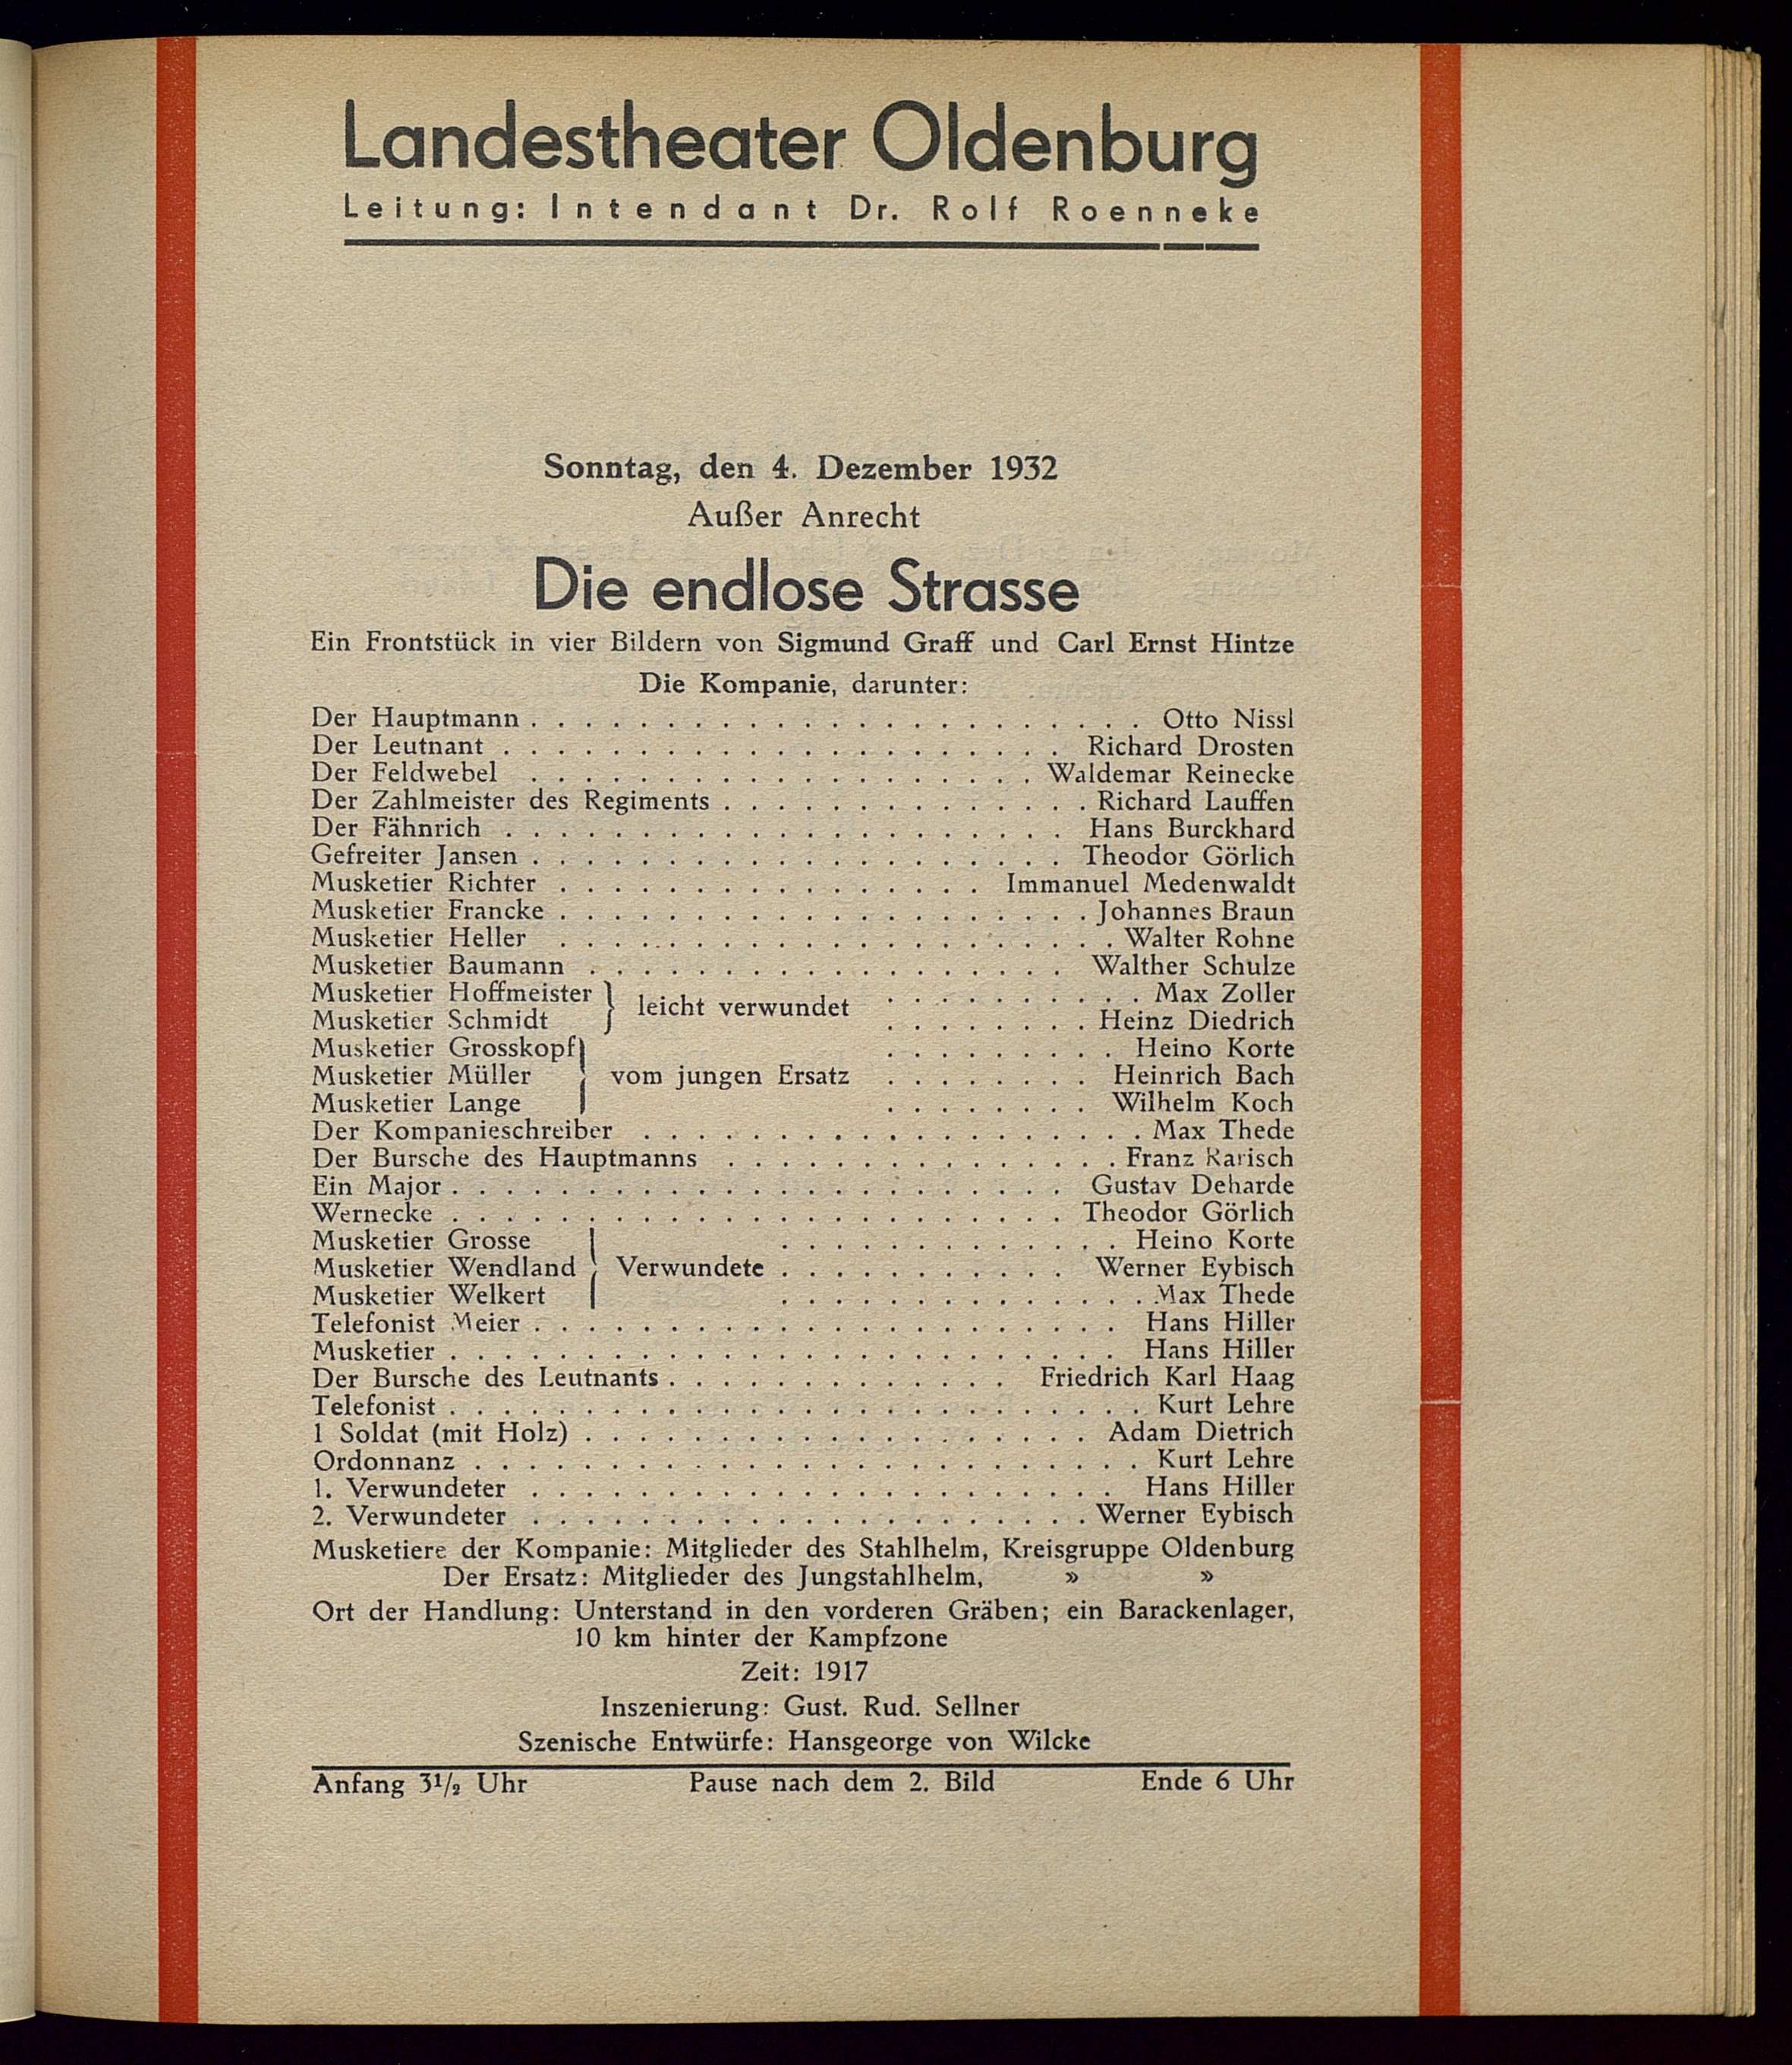 Landestheater Oldenburg
Leitung: Intendant Dr. Rolf Roenneke
Sonntag, den 4. Dezember 1932
Außer Anrecht
Die endlose Strasse
Ein Frontstück in vier Bildern von Sigmund Graff und Carl Ernst Hintze
Die Kompanie, darunter:
Der Hauptmann . . . . . . . . . . . . . . . . . . . . . . . Otto Nissl
Der Leutnant . . . . . . . . . . . . . . . . . . . . . Richard Drosten
Der Feldwebel . . . . . . . . . . . . . . . . . . . Waldemar Reinecke
Der Zahlmeister des Regiments . . . . . . . . . . . . . . Richard Lauffen
Der Fähnrich . . . . . . . . . . . . . . . . . . . . . Hans Burckhard
Gefreiter Jansen . . . . . . . . . . . . . . . . . . . . Theodor Görlich
Musketier Richter . . . . . . . . . . . . . . . . Immanuel Medenwaldt
Musketier Francke . . . . . . . . . . . . . . . . . . . . Johannes Braun
Musketier Heller . . . . . . . . . . . . . . . . . . . . . Walter Rohne
Musketier Baumann . . . . . . . . . . . . . . . . . . Walther Schulze
Musketier Hoffmeister } leicht verwundet . . . . . . . . . . Max Zoller
Musketier Schmidt . . . . . . . . Heinz Diedrich
Musketier Grosskopf . . . . . . . . . Heino Korte
Musketier Müller } vom jungen Ersatz . . . . . . . . Heinrich Bach
Musketier Lange . . . . . . . . Wilhelm Koch
Der Kompanieschreiber . . . . . . . . . . . . . . . . . . . Max Thede
Der Bursche des Hauptmanns . . . . . . . . . . . . . . . Franz Rarisch
Ein Major . . . . . . . . . . . . . . . . . . . . . . . Gustav Deharde
Wernecke . . . . . . . . . . . . . . . . . . . . . . . Theodor Görlich
Musketier Grosse . . . . . . . . . . . . . Heino Korte
Musketier Wendland } Verwundete . . . . . . . . . . . Werner Eybisch
Musketier Welkert . . . . . . . . . . . . . . Max Thede
Telefonist Meier . . . . . . . . . . . . . . . . . . . . . . Hans Hiller
Musketier . . . . . . . . . . . . . . . . . . . . . . . . . Hans Hiller
Der Bursche des Leutnants . . . . . . . . . . . . . Friedrich Karl Haag
Telefonist . . . . . . . . . . . . . . . . . . . . . . . . . . Kurt Lehre
1 Soldat (mit Holz) . . . . . . . . . . . . . . . . . . . Adam Dietrich
Ordonnanz . . . . . . . . . . . . . . . . . . . . . . . . . Kurt Lehre
1. Verwundeter . . . . . . . . . . . . . . . . . . . . . . Hans Hiller
2. Verwundeter . . . . . . . . . . . . . . . . . . . . . Werner Eybisch
Musketiere der Kompanie: Mitglieder des Stahlhelm, Kreisgruppe Oldenburg
Der Ersatz: Mitglieder des Jungstahlhelm, » »
Ort der Handlung: Unterstand in den vorderen Gräben; ein Barackenlager,
10 km hinter der Kampfzone
Zeit: 1917
Inszenierung: Gust. Rud. Sellner
Szenische Entwürfe: Hansgeorge von Wilcke
Anfang 3½ Uhr Pause nach dem 2. Bild Ende 6 Uhr